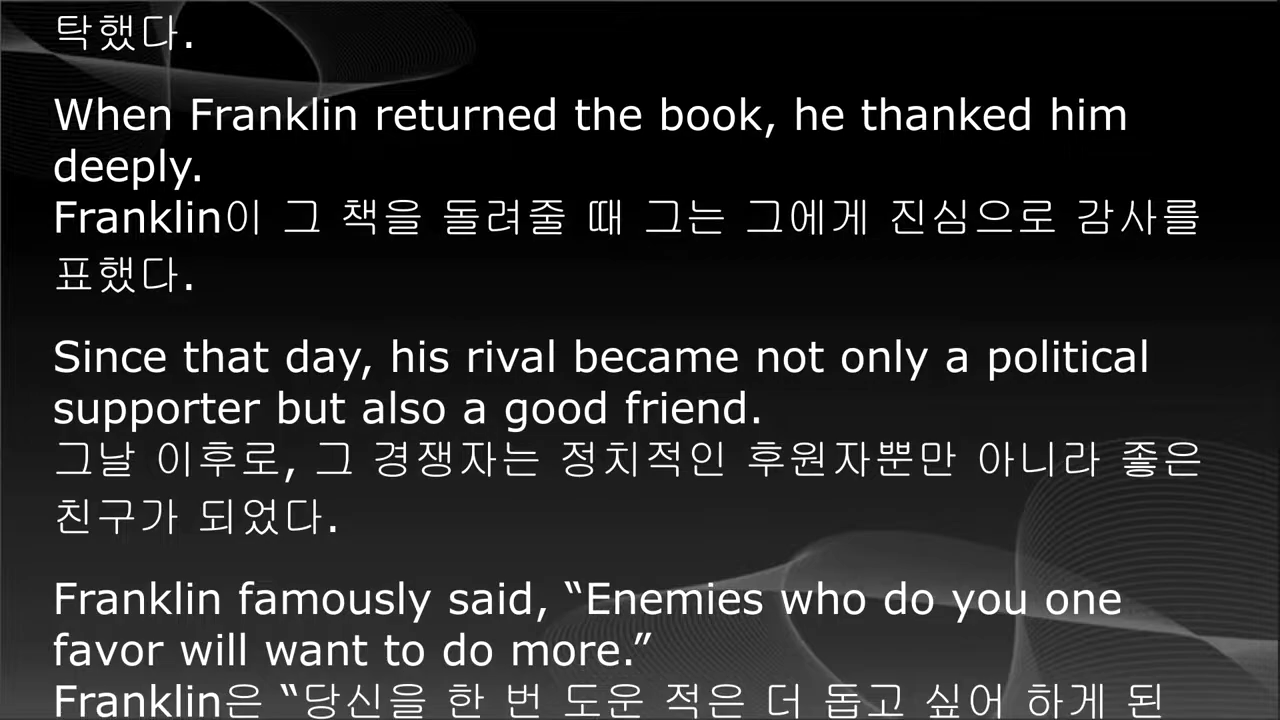 탁했다.
When Franklin returned the book, he thanked him
deeply.
Franklin이 그 책을 돌려줄 때 그는 그에게 진심으로 감사를
표했다.
Since that day, his rival became not only a political
supporter but also a good friend.
그날 이후로, 그 경쟁자는 정치적인 후원자뿐만 아니라 좋은
친구가 되었다.
Franklin famously said, “Enemies who do you one
favor will want to do more.”
Franklin은 “당신을 한 번 도운 적은 더 돕고 싶어 하게 된